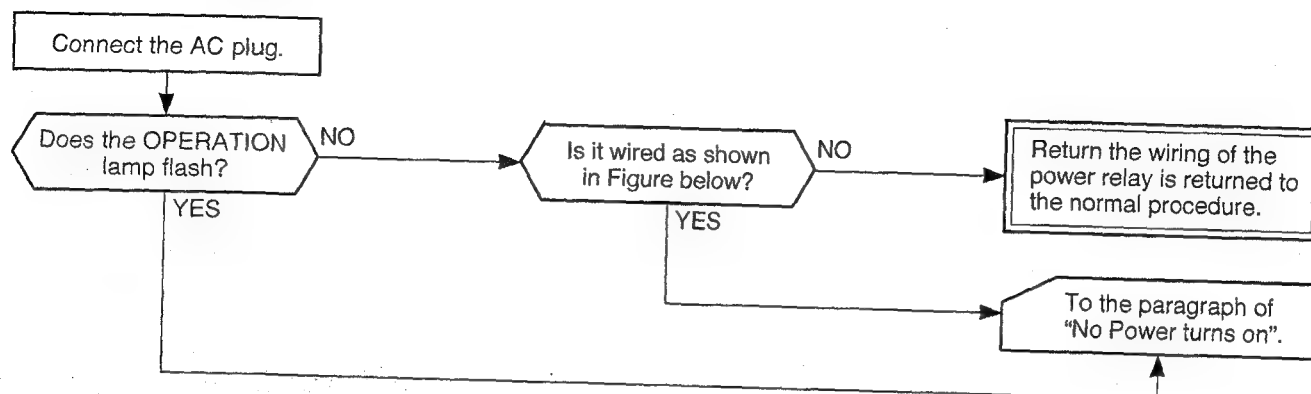 Connect the AC plug.
Does the OPERATION
lamp flash?
NO
YES
Is it wired as shown
in Figure below?
NO
YES
Return the wiring of the
power relay is returned to
the normal procedure.
To the paragraph of
“No Power turns on”.